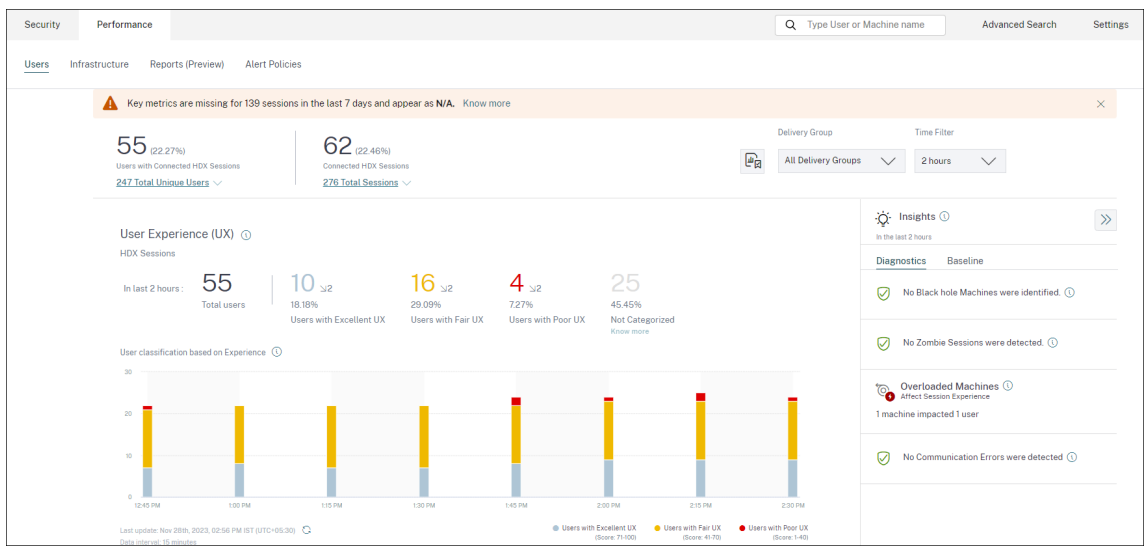 Security Performance Type User or Machine name Advanced Search Settings
Users Infrastructure Reports (Preview) Alert Policies
Key metrics are missing for 139 sessions in the last 7 days and appear as N/A. Know more
55 (22.27%)
Users with Connected HDX Sessions
247 Total Unique Users
62 (22.46%)
Connected HDX Sessions
276 Total Sessions
Delivery Group
All Delivery Groups
Time Filter
2 hours
User Experience (UX)
HDX Sessions
In last 2 hours :
55
Total users
10 2
18.18%
Users with Excellent UX
16 2
29.09%
Users with Fair UX
4 2
7.27%
Users with Poor UX
25
45.45%
Not Categorized
Know more
User classification based on Experience
30
20
10
0
12:45 PM 1:00 PM 1:15 PM 1:30 PM 1:45 PM 2:00 PM 2:15 PM 2:30 PM
Last update: Nov 28th, 2023, 02:56 PM IST (UTC+05:30)
Data interval: 15 minutes
Users with Excellent UX
(Score: 71-100)
Users with Fair UX
(Score: 41-70)
Users with Poor UX
(Score: 1-40)
Insights
In the last 2 hours
Diagnostics Baseline
No Black hole Machines were identified.
No Zombie Sessions were detected.
Overloaded Machines
Affect Session Experience
1 machine impacted 1 user
No Communication Errors were detected